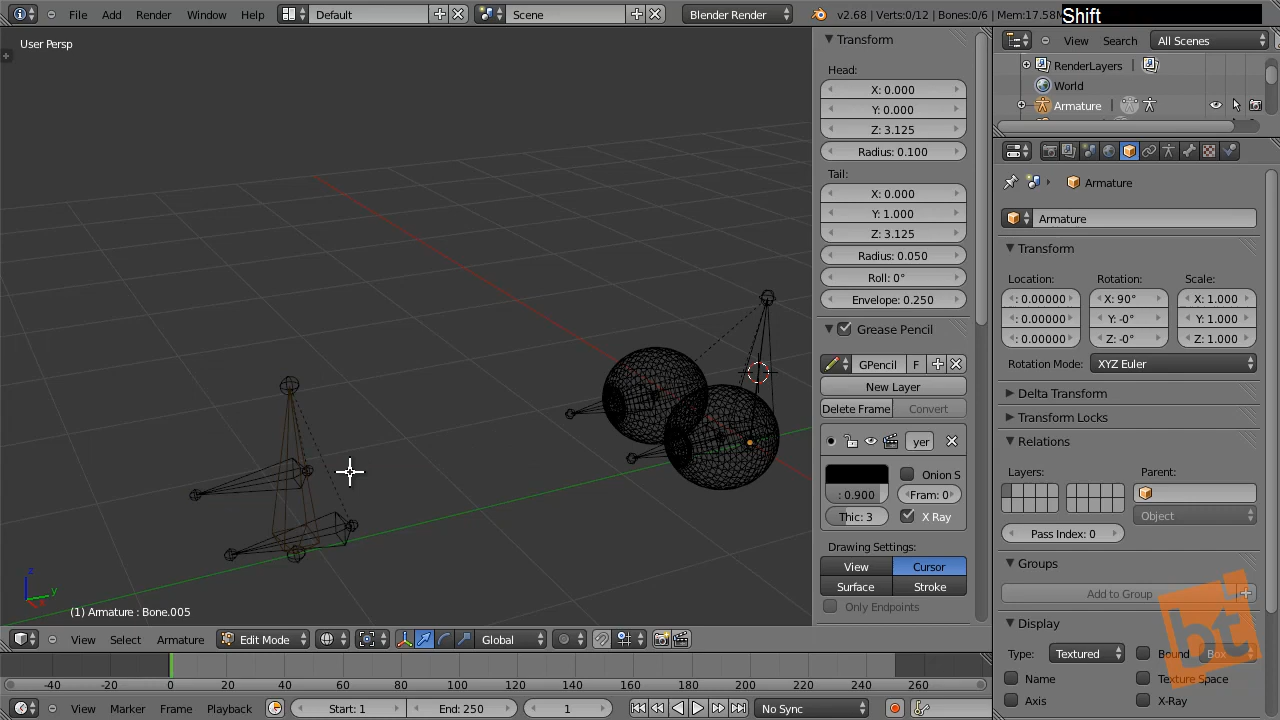 File Add Render Window Help Default Scene Blender Render v2.68 | Verts:0/12 | Bones:0/6 | Mem:17.58M Shift
User Persp
View Search All Scenes
RenderLayers
World
Armature
Transform
Head:
X: 0.000
Y: 0.000
Z: 3.125
Radius: 0.100
Tail:
X: 0.000
Y: 1.000
Z: 3.125
Radius: 0.050
Roll: 0°
Envelope: 0.250
Grease Pencil
GPencil F
New Layer
Delete Frame Convert
yer
Onion S
: 0.900 Fram: 0
Thic: 3 X Ray
Drawing Settings:
View Cursor
Surface Stroke
Only Endpoints
Armature
Armature
Transform
Location: Rotation: Scale:
: 0.00000 X: 90° X: 1.000
: 0.00000 Y: -0° Y: 1.000
: 0.00000 Z: -0° Z: 1.000
Rotation Mode: XYZ Euler
Delta Transform
Transform Locks
Relations
Layers: Parent:
Object
Pass Index: 0
Groups
Add to Group
Display
Type: Textured Bound Box
Name Texture Space
Axis X-Ray
bt
z
y
(1) Armature : Bone.005
View Select Armature Edit Mode Global
-40 -20 0 20 40 60 80 100 120 140 160 180 200 220 240 260
View Marker Frame Playback Start: 1 End: 250 1 No Sync